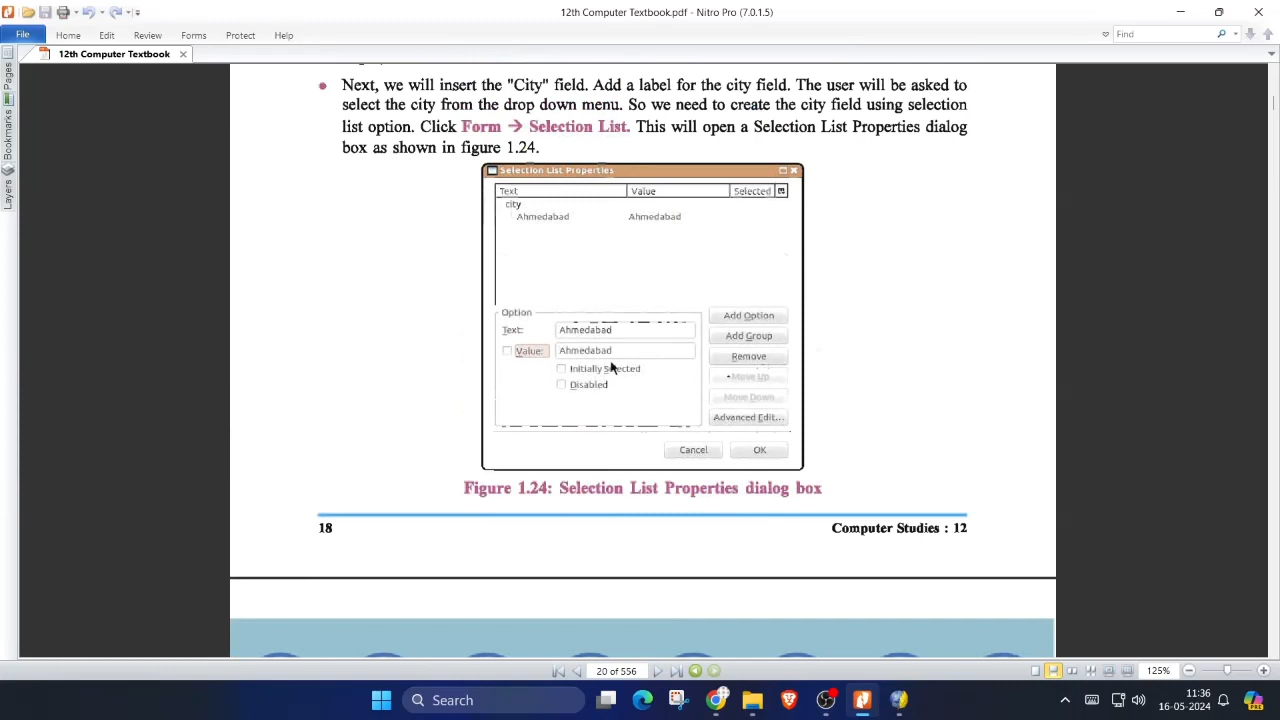 12th Computer Textbook.pdf - Nitro Pro (7.0.1.5)
File Home Edit Review Forms Protect Help Find
12th Computer Textbook
Pages
Bookmarks
Layers
Next, we will insert the "City" field. Add a label for the city field. The user will be asked to
select the city from the drop down menu. So we need to create the city field using selection
list option. Click Form → Selection List. This will open a Selection List Properties dialog
box as shown in figure 1.24.
Selection List Properties
Text Value Selected
city
Ahmedabad Ahmedabad
Option
Text: Ahmedabad
Value: Ahmedabad
Initially Selected
Disabled
Add Option
Add Group
Remove
Move Up
Move Down
Advanced Edit...
Cancel OK
Figure 1.24: Selection List Properties dialog box
18 Computer Studies : 12
20 of 556 125%
Search
11:36
16-05-2024